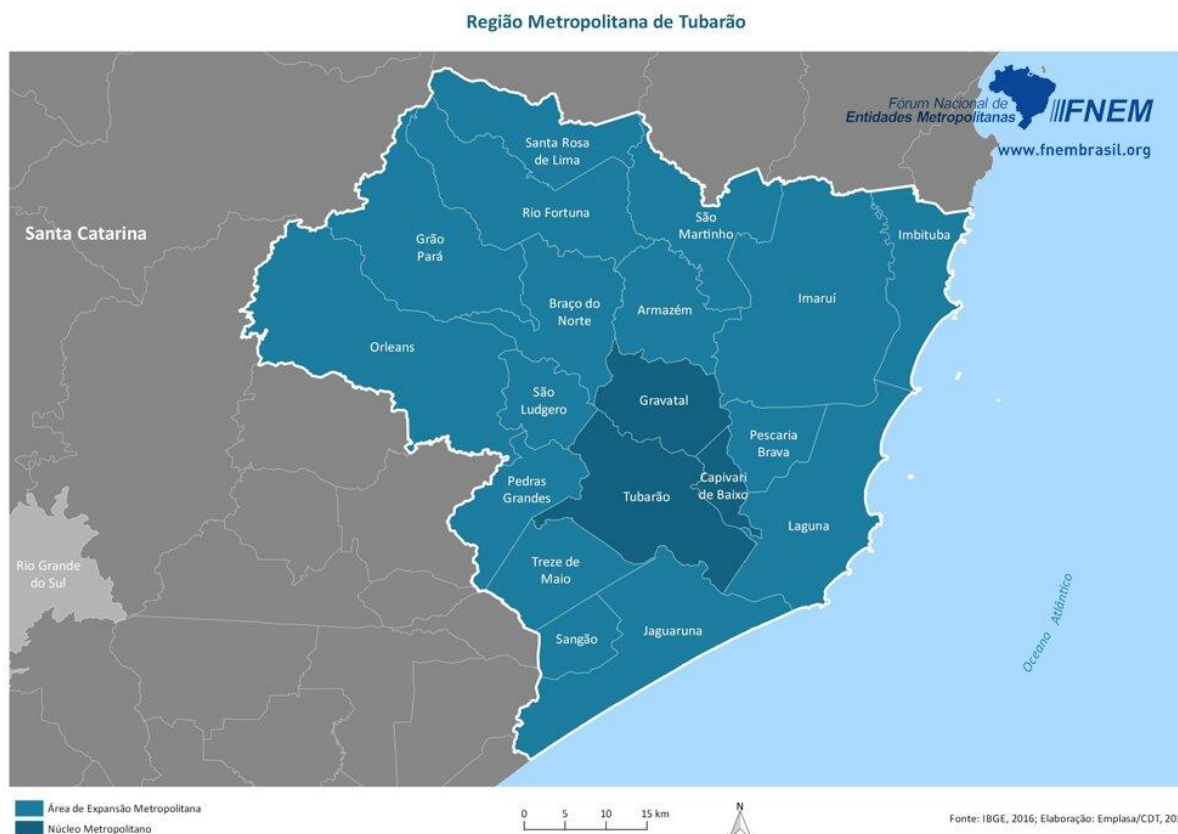 Região Metropolitana de Tubarão
Fórum Nacional de
Entidades Metropolitanas
FNEM
www.fnembrasil.org
Santa Catarina
Santa Rosa
de Lima
Rio Fortuna
São
Martinho
Imbituba
Grão
Pará
Imaruí
Braço do
Norte
Armazém
Orleans
São
Ludgero
Gravatal
Pescaria
Brava
Pedras
Grandes
Tubarão
Capivari
de Baixo
Laguna
Rio Grande
do Sul
Treze de
Maio
Sangão
Jaguaruna
Oceano Atlântico
Área de Expansão Metropolitana
Núcleo Metropolitano
0 5 10 15 km
N
Fonte: IBGE, 2016; Elaboração: Emplasa/CDT, 20